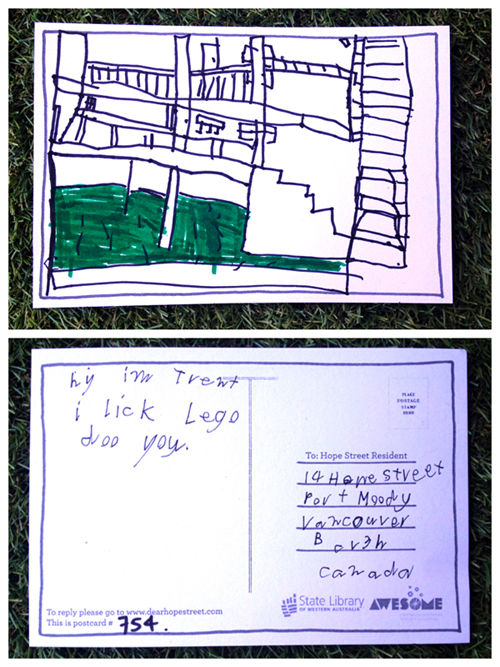 hi im Trent
i lick Lego
doo you.
PLACE
POSTAGE
STAMP
HERE
To: Hope Street Resident
14 Hope street
Port Moody
Vancouver
B
canada
To reply please go to www.dearhopestreet.com
This is postcard # 754.
State Library
OF WESTERN AUSTRALIA
AWESOME